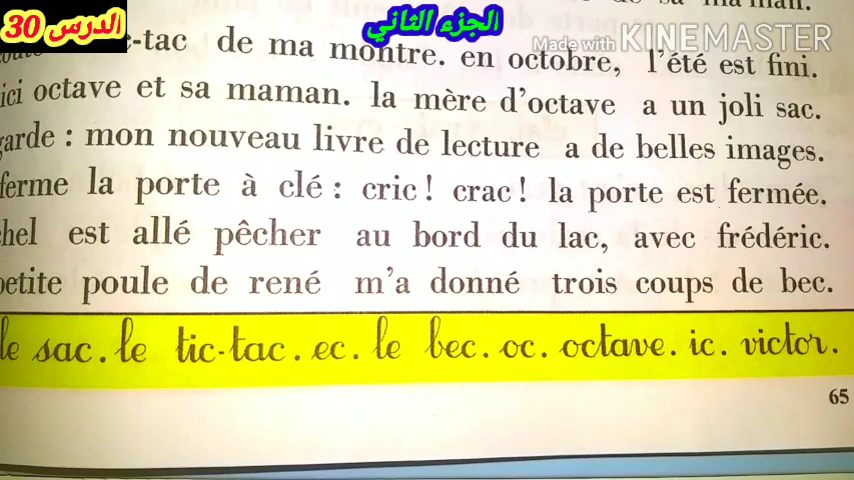 الدرس 30
الجزء الثاني
Made with KINEMASTER
sa maman.
-tac de ma montre. en octobre, l'été est fini.
ici octave et sa maman. la mère d'octave a un joli sac.
garde : mon nouveau livre de lecture a de belles images.
ferme la porte à clé : cric ! crac ! la porte est fermée.
hel est allé pêcher au bord du lac, avec frédéric.
petite poule de rené m'a donné trois coups de bec.
le sac. le tic-tac. ec. le bec. oc. octave. ic. victor.
65